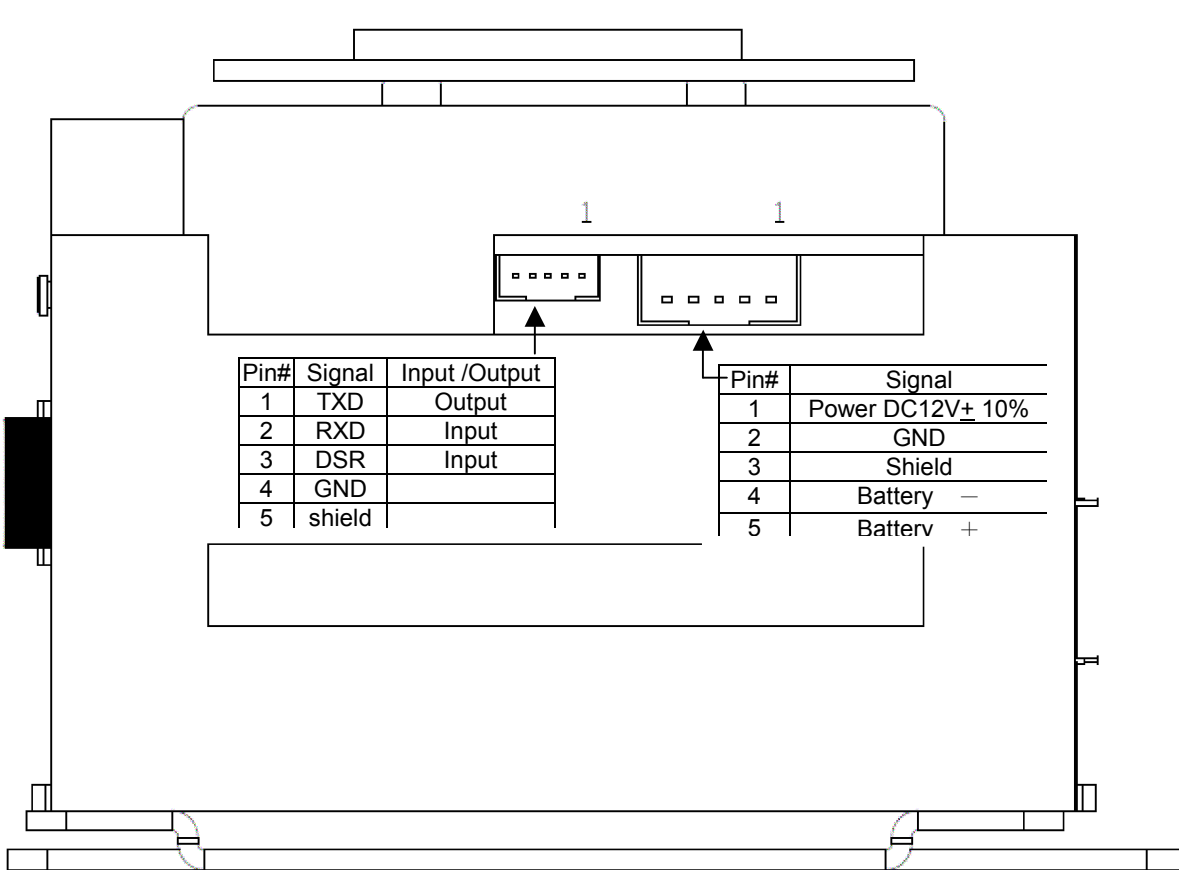 1 1
Pin# Signal Input /Output
1 TXD Output
2 RXD Input
3 DSR Input
4 GND
5 shield
Pin# Signal
1 Power DC12V± 10%
2 GND
3 Shield
4 Battery －
5 Battery ＋